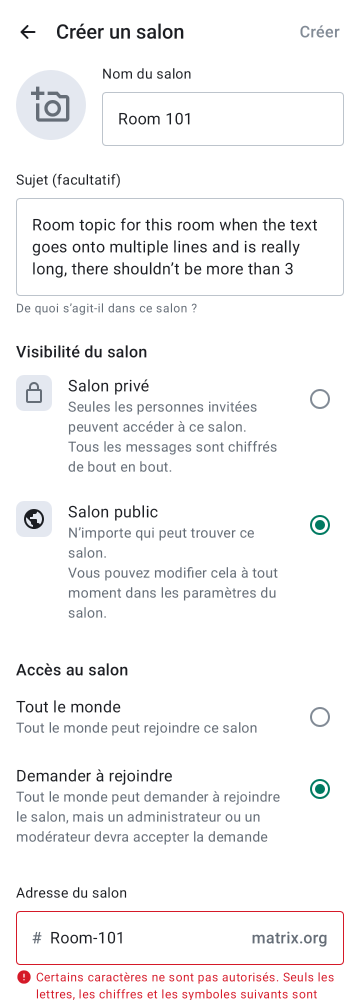 Créer un salon
Créer
Nom du salon
Room 101
Sujet (facultatif)
Room topic for this room when the text
goes onto multiple lines and is really
long, there shouldn’t be more than 3
De quoi s’agit-il dans ce salon ?
Visibilité du salon
Salon privé
Seules les personnes invitées
peuvent accéder à ce salon.
Tous les messages sont chiffrés
de bout en bout.
Salon public
N’importe qui peut trouver ce
salon.
Vous pouvez modifier cela à tout
moment dans les paramètres du
salon.
Accès au salon
Tout le monde
Tout le monde peut rejoindre ce salon
Demander à rejoindre
Tout le monde peut demander à rejoindre
le salon, mais un administrateur ou un
modérateur devra accepter la demande
Adresse du salon
# Room-101 matrix.org
Certains caractères ne sont pas autorisés. Seuls les
lettres, les chiffres et les symboles suivants sont